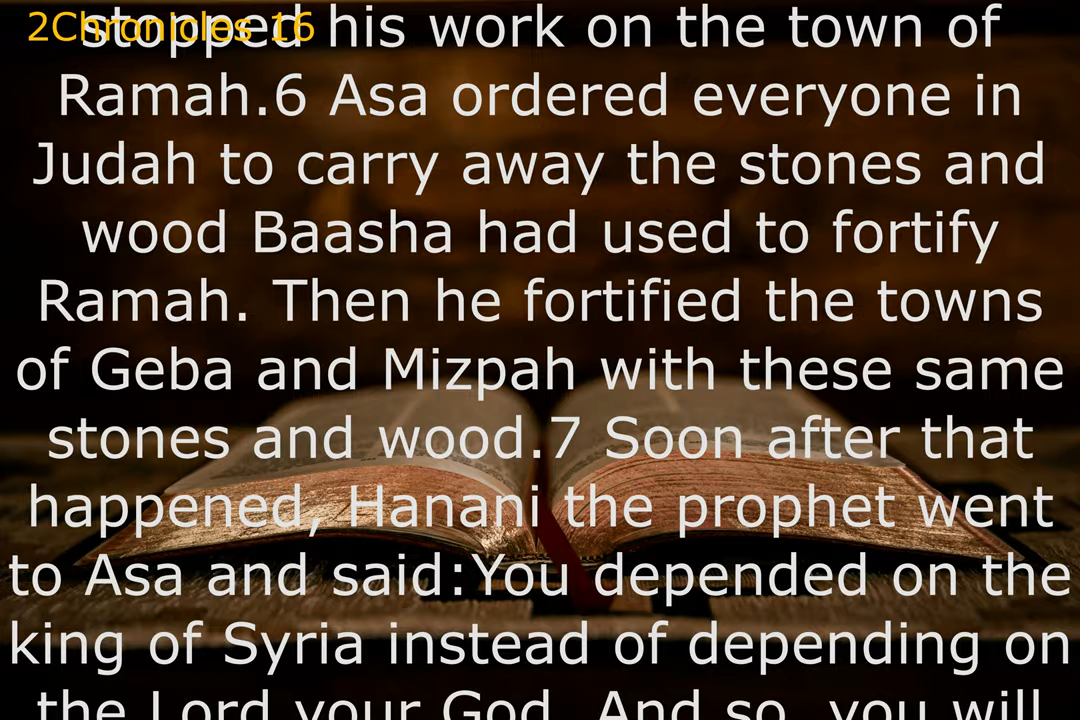 2Chronicles 16
stopped his work on the town of
Ramah.6 Asa ordered everyone in
Judah to carry away the stones and
wood Baasha had used to fortify
Ramah. Then he fortified the towns
of Geba and Mizpah with these same
stones and wood.7 Soon after that
happened, Hanani the prophet went
to Asa and said:You depended on the
king of Syria instead of depending on
the Lord your God. And so, you will